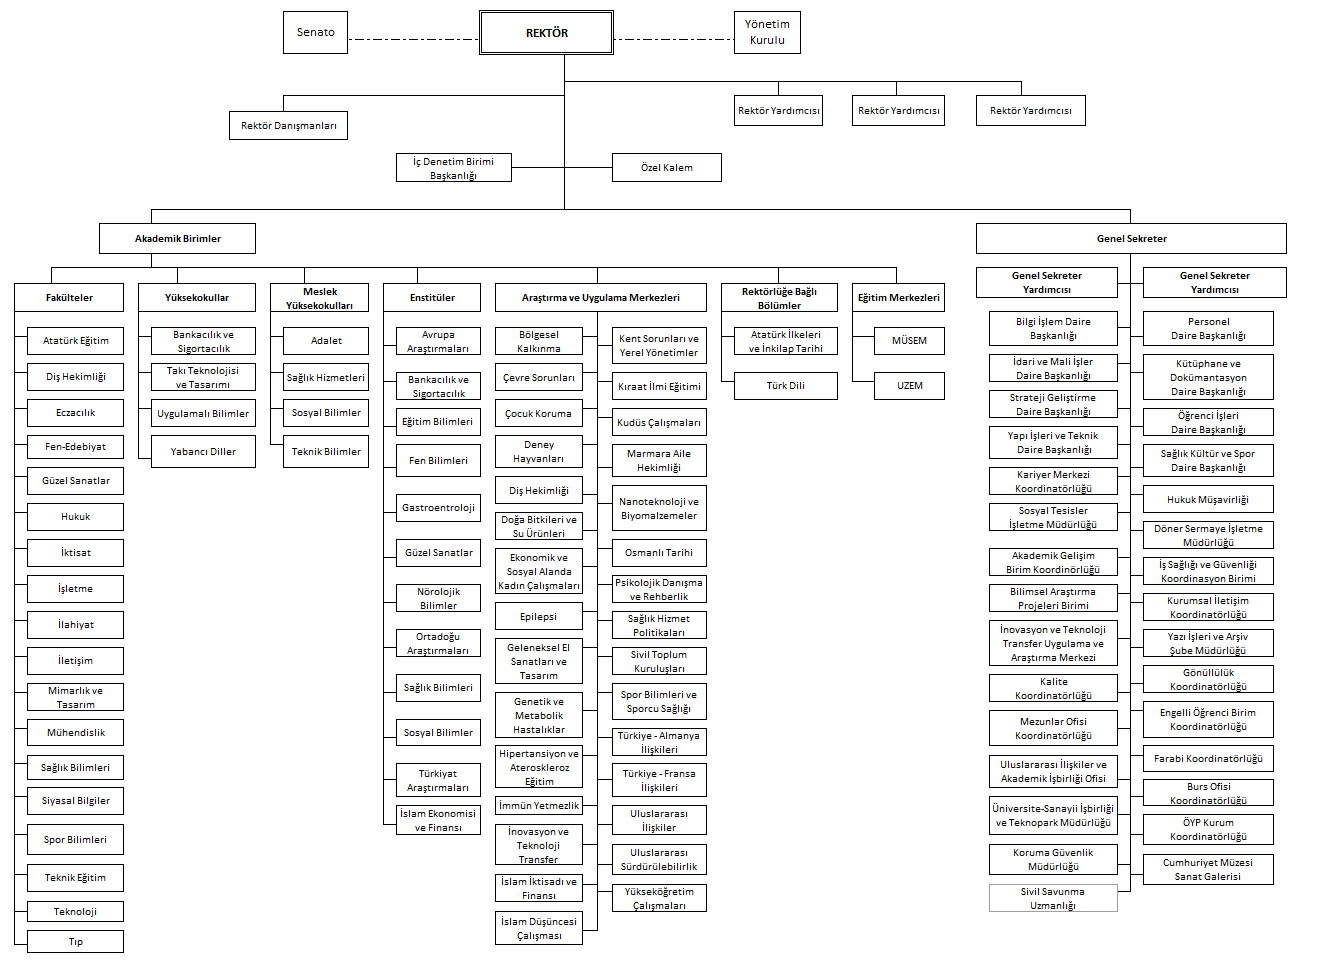 Senato
REKTÖR
Yönetim
Kurulu
Rektör Danışmanları
Rektör Yardımcısı
Rektör Yardımcısı
Rektör Yardımcısı
İç Denetim Birimi
Başkanlığı
Özel Kalem
Akademik Birimler
Genel Sekreter
Fakülteler
Atatürk Eğitim
Diş Hekimliği
Eczacılık
Fen-Edebiyat
Güzel Sanatlar
Hukuk
İktisat
İşletme
İlahiyat
İletişim
Mimarlık ve
Tasarım
Mühendislik
Sağlık Bilimleri
Siyasal Bilgiler
Spor Bilimleri
Teknik Eğitim
Teknoloji
Tıp
Yüksekokullar
Bankacılık ve
Sigortacılık
Takı Teknolojisi
ve Tasarımı
Uygulamalı Bilimler
Yabancı Diller
Meslek
Yüksekokulları
Adalet
Sağlık Hizmetleri
Sosyal Bilimler
Teknik Bilimler
Enstitüler
Avrupa
Araştırmaları
Bankacılık ve
Sigortacılık
Eğitim Bilimleri
Fen Bilimleri
Gastroentroloji
Güzel Sanatlar
Nörolojik
Bilimler
Ortadoğu
Araştırmaları
Sağlık Bilimleri
Sosyal Bilimler
Türkiyat
Araştırmaları
İslam Ekonomisi
ve Finansı
Araştırma ve Uygulama Merkezleri
Bölgesel
Kalkınma
Çevre Sorunları
Çocuk Koruma
Deney
Hayvanları
Diş Hekimliği
Doğa Bitkileri ve
Su Ürünleri
Ekonomik ve
Sosyal Alanda
Kadın Çalışmaları
Epilepsi
Geleneksel El
Sanatları ve
Tasarım
Genetik ve
Metabolik
Hastalıklar
Hipertansiyon ve
Ateroskleroz
Eğitim
İmmün Yetmezlik
İnovasyon ve
Teknoloji
Transfer
İslam İktisadı ve
Finansı
İslam Düşüncesi
Çalışması
Kent Sorunları ve
Yerel Yönetimler
Kıraat İlmi Eğitimi
Kudüs Çalışmaları
Marmara Aile
Hekimliği
Nanoteknoloji ve
Biyomalzemeler
Osmanlı Tarihi
Psikolojik Danışma
ve Rehberlik
Sağlık Hizmet
Politikaları
Sivil Toplum
Kuruluşları
Spor Bilimleri ve
Sporcu Sağlığı
Türkiye - Almanya
İlişkileri
Türkiye - Fransa
İlişkileri
Uluslararası
İlişkiler
Uluslararası
Sürdürülebilirlik
Yükseköğretim
Çalışmaları
Rektörlüğe Bağlı
Bölümler
Atatürk İlkeleri
ve İnkilap Tarihi
Türk Dili
Eğitim Merkezleri
MÜSEM
UZEM
Genel Sekreter
Yardımcısı
Bilgi İşlem Daire
Başkanlığı
İdari ve Mali İşler
Daire Başkanlığı
Strateji Geliştirme
Daire Başkanlığı
Yapı İşleri ve Teknik
Daire Başkanlığı
Kariyer Merkezi
Koordinatörlüğü
Sosyal Tesisler
İşletme Müdürlüğü
Akademik Gelişim
Birim Koordinörlüğü
Bilimsel Araştırma
Projeleri Birimi
İnovasyon ve Teknoloji
Transfer Uygulama ve
Araştırma Merkezi
Kalite
Koordinatörlüğü
Mezunlar Ofisi
Koordinatörlüğü
Uluslararası İlişkiler ve
Akademik İşbirliği Ofisi
Üniversite-Sanayii İşbirliği
ve Teknopark Müdürlüğü
Koruma Güvenlik
Müdürlüğü
Sivil Savunma
Uzmanlığı
Genel Sekreter
Yardımcısı
Personel
Daire Başkanlığı
Kütüphane ve
Dokümantasyon
Daire Başkanlığı
Öğrenci İşleri
Daire Başkanlığı
Sağlık Kültür ve Spor
Daire Başkanlığı
Hukuk Müşavirliği
Döner Sermaye İşletme
Müdürlüğü
İş Sağlığı ve Güvenliği
Koordinasyon Birimi
Kurumsal İletişim
Koordinatörlüğü
Yazı İşleri ve Arşiv
Şube Müdürlüğü
Gönüllülük
Koordinatörlüğü
Engelli Öğrenci Birim
Koordinatörlüğü
Farabi Koordinatörlüğü
Burs Ofisi
Koordinatörlüğü
ÖYP Kurum
Koordinatörlüğü
Cumhuriyet Müzesi
Sanat Galerisi